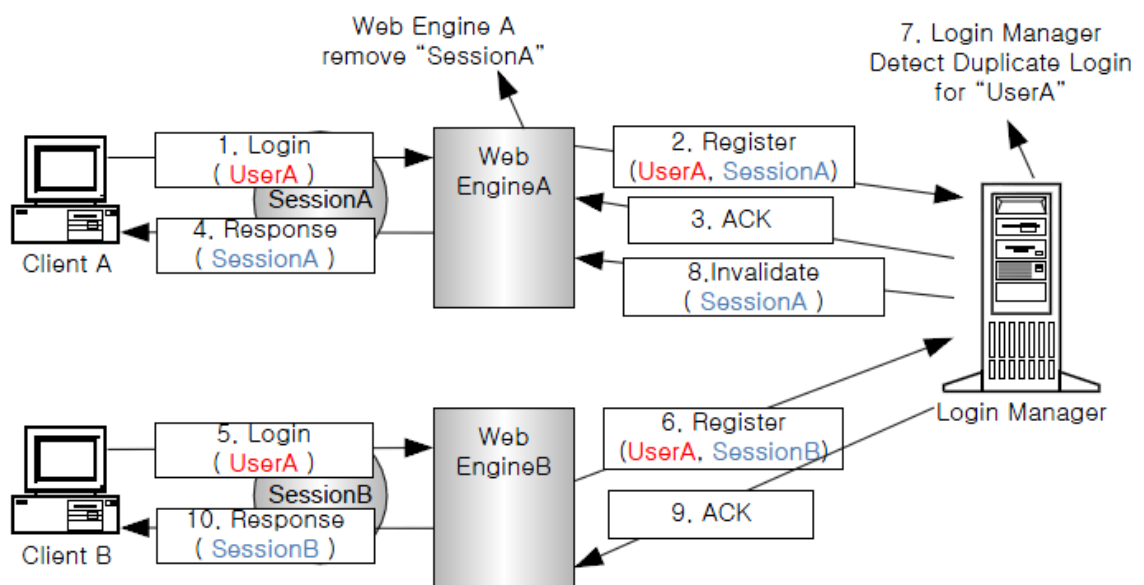 Web Engine A
remove “SessionA”
7, Login Manager
Detect Duplicate Login
for “UserA”
1, Login
( UserA )
SessionA
4, Response
( SessionA )
Client A
Web
EngineA
2, Register
(UserA, SessionA)
3, ACK
8,Invalidate
( SessionA )
Login Manager
5, Login
( UserA )
SessionB
10, Response
( SessionB )
Client B
Web
EngineB
6, Register
(UserA, SessionB)
9, ACK